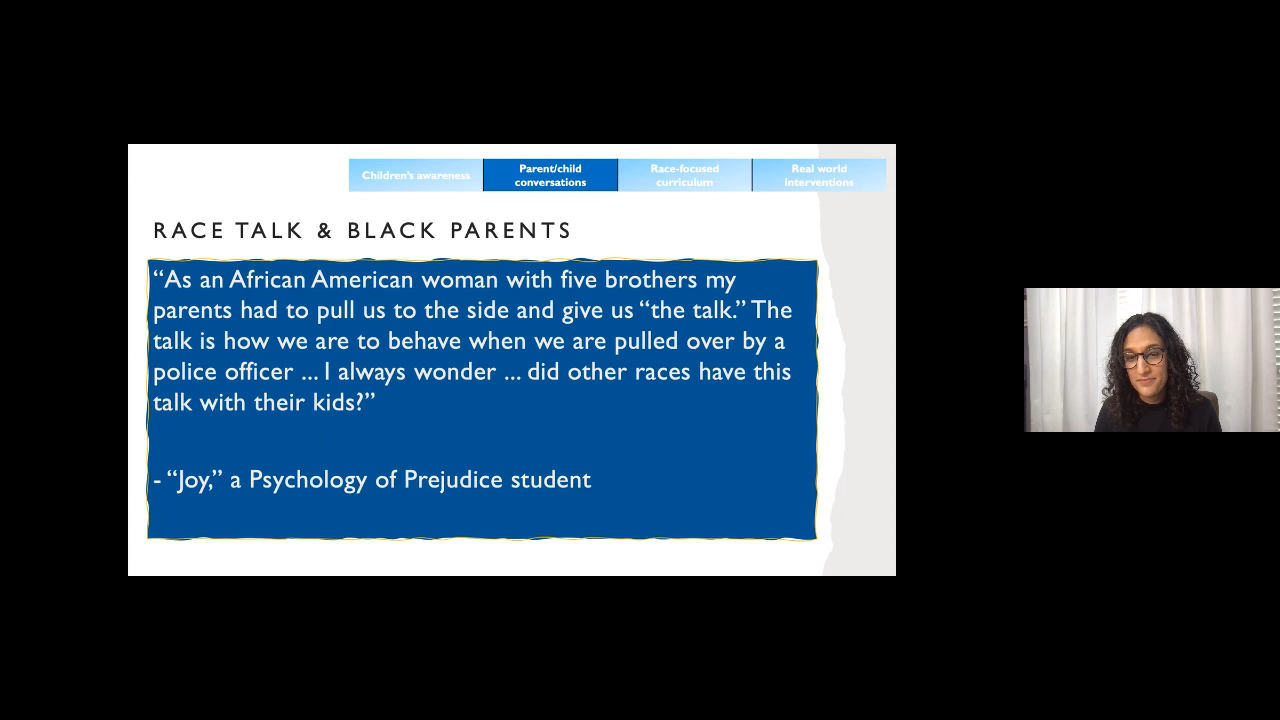 Children's awareness
Parent/child
conversations
Race-focused
curriculum
Real world
interventions
RACE TALK & BLACK PARENTS
“As an African American woman with five brothers my
parents had to pull us to the side and give us “the talk.” The
talk is how we are to behave when we are pulled over by a
police officer ... I always wonder ... did other races have this
talk with their kids?”
- “Joy,” a Psychology of Prejudice student